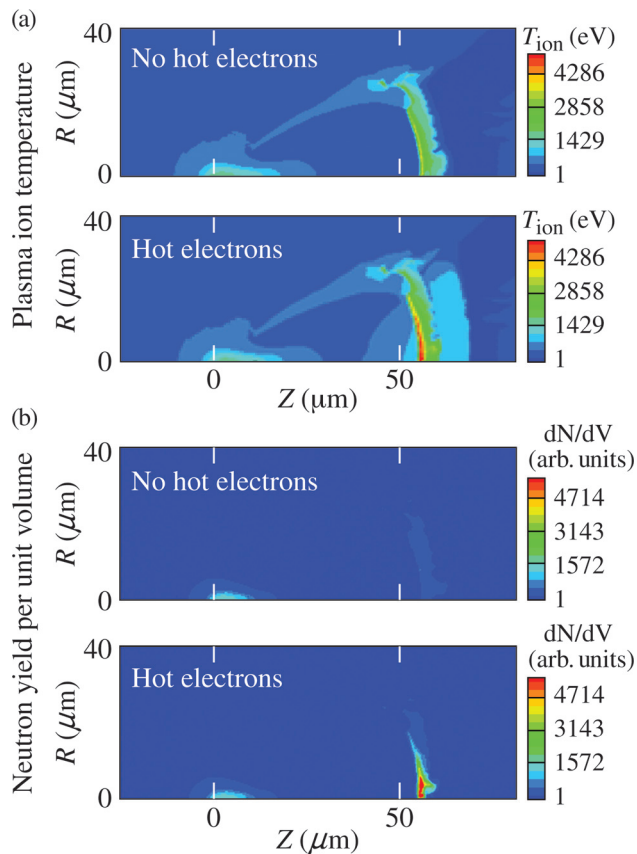 (a)
Plasma ion temperature
40
R (μm)
0
No hot electrons
T_ion (eV)
4286
2858
1429
1
40
R (μm)
0
Hot electrons
T_ion (eV)
4286
2858
1429
1
0 50
Z (μm)
(b)
Neutron yield per unit volume
40
R (μm)
0
No hot electrons
dN/dV
(arb. units)
4714
3143
1572
1
40
R (μm)
0
Hot electrons
dN/dV
(arb. units)
4714
3143
1572
1
0 50
Z (μm)